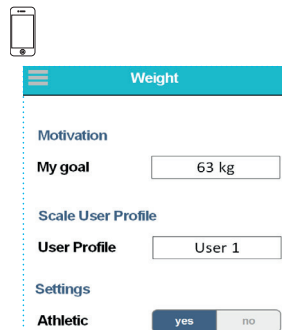 Weight
Motivation
My goal 63 kg
Scale User Profile
User Profile User 1
Settings
Athletic yes no